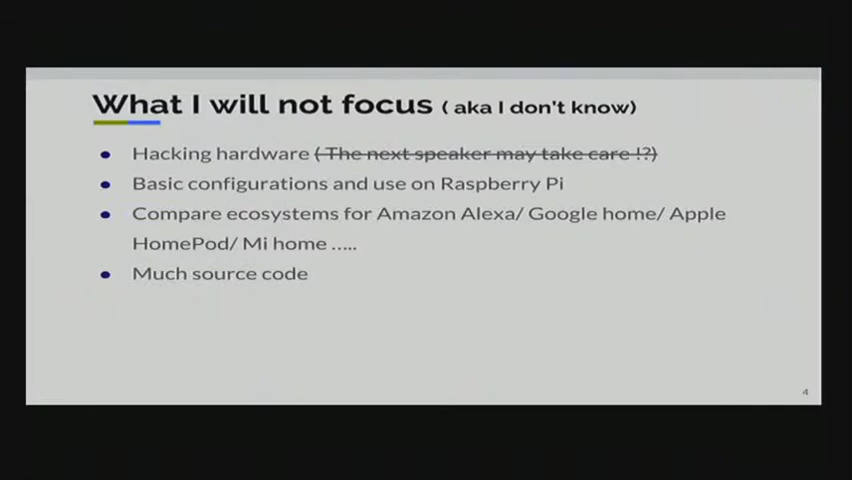 What I will not focus ( aka I don't know)
Hacking hardware ( The next speaker may take care !?)
Basic configurations and use on Raspberry Pi
Compare ecosystems for Amazon Alexa/ Google home/ Apple
HomePod/ Mi home .....
Much source code
4